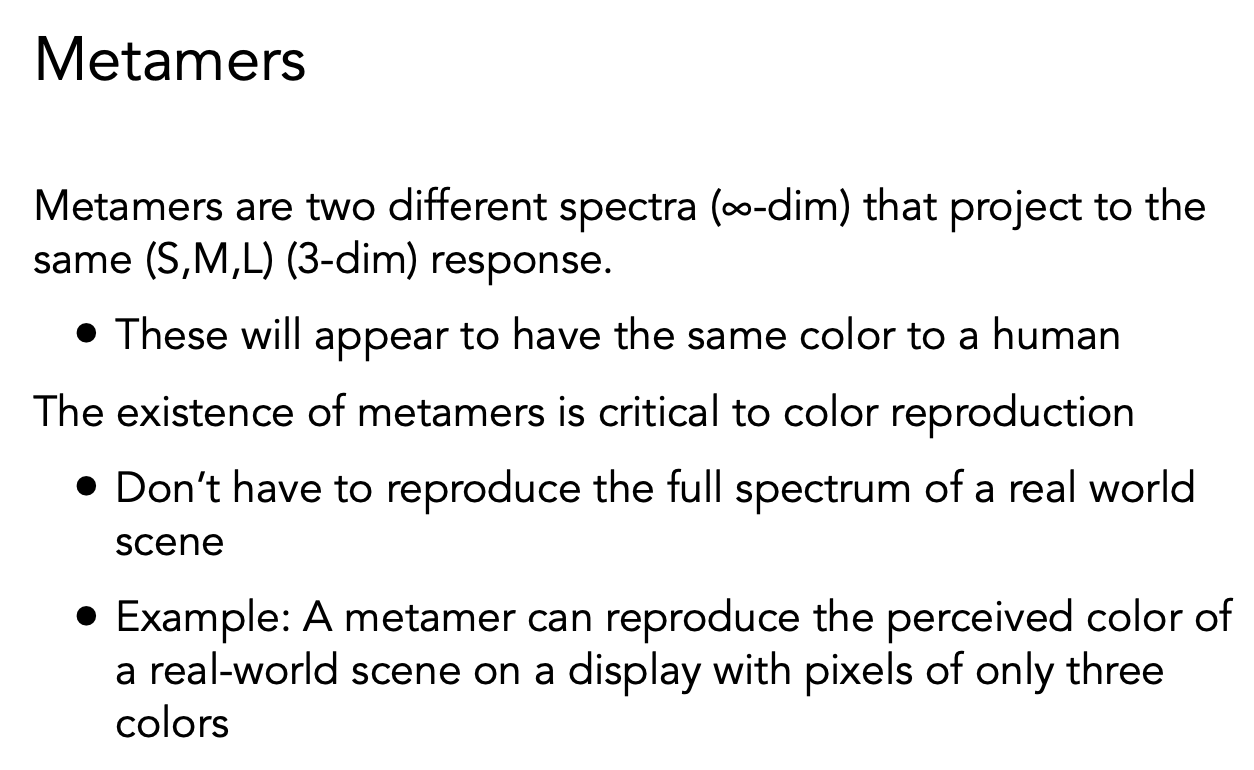 Metamers
Metamers are two different spectra (∞-dim) that project to the
same (S,M,L) (3-dim) response.
• These will appear to have the same color to a human
The existence of metamers is critical to color reproduction
• Don’t have to reproduce the full spectrum of a real world
scene
• Example: A metamer can reproduce the perceived color of
a real-world scene on a display with pixels of only three
colors